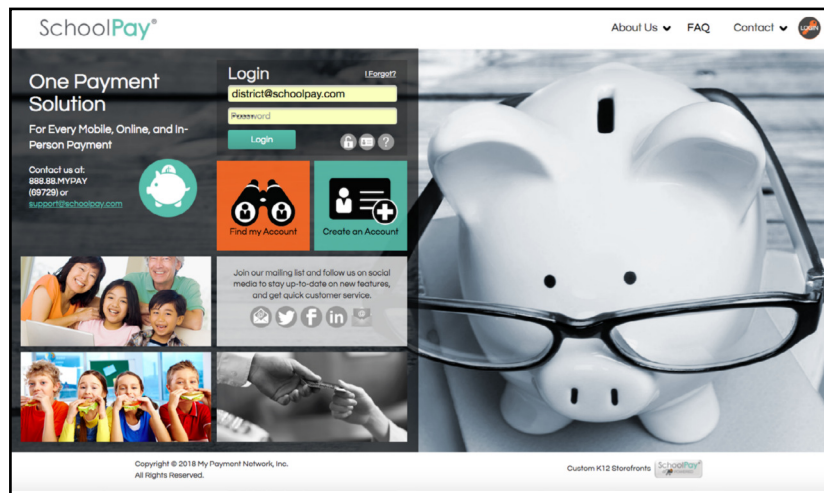 SchoolPay®
About Us
FAQ
Contact
LOGIN
One Payment
Solution
For Every Mobile, Online, and In-
Person Payment
Contact us at:
888.88.MYPAY
(69729) or
support@schoolpay.com
Login
I Forgot?
district@schoolpay.com
Password
Login
Find my Account
Create an Account
Join our mailing list and follow us on social
media to stay up-to-date on new features,
and get quick customer service.
Copyright © 2018 My Payment Network, Inc.
All Rights Reserved.
Custom K12 Storefronts
SchoolPay